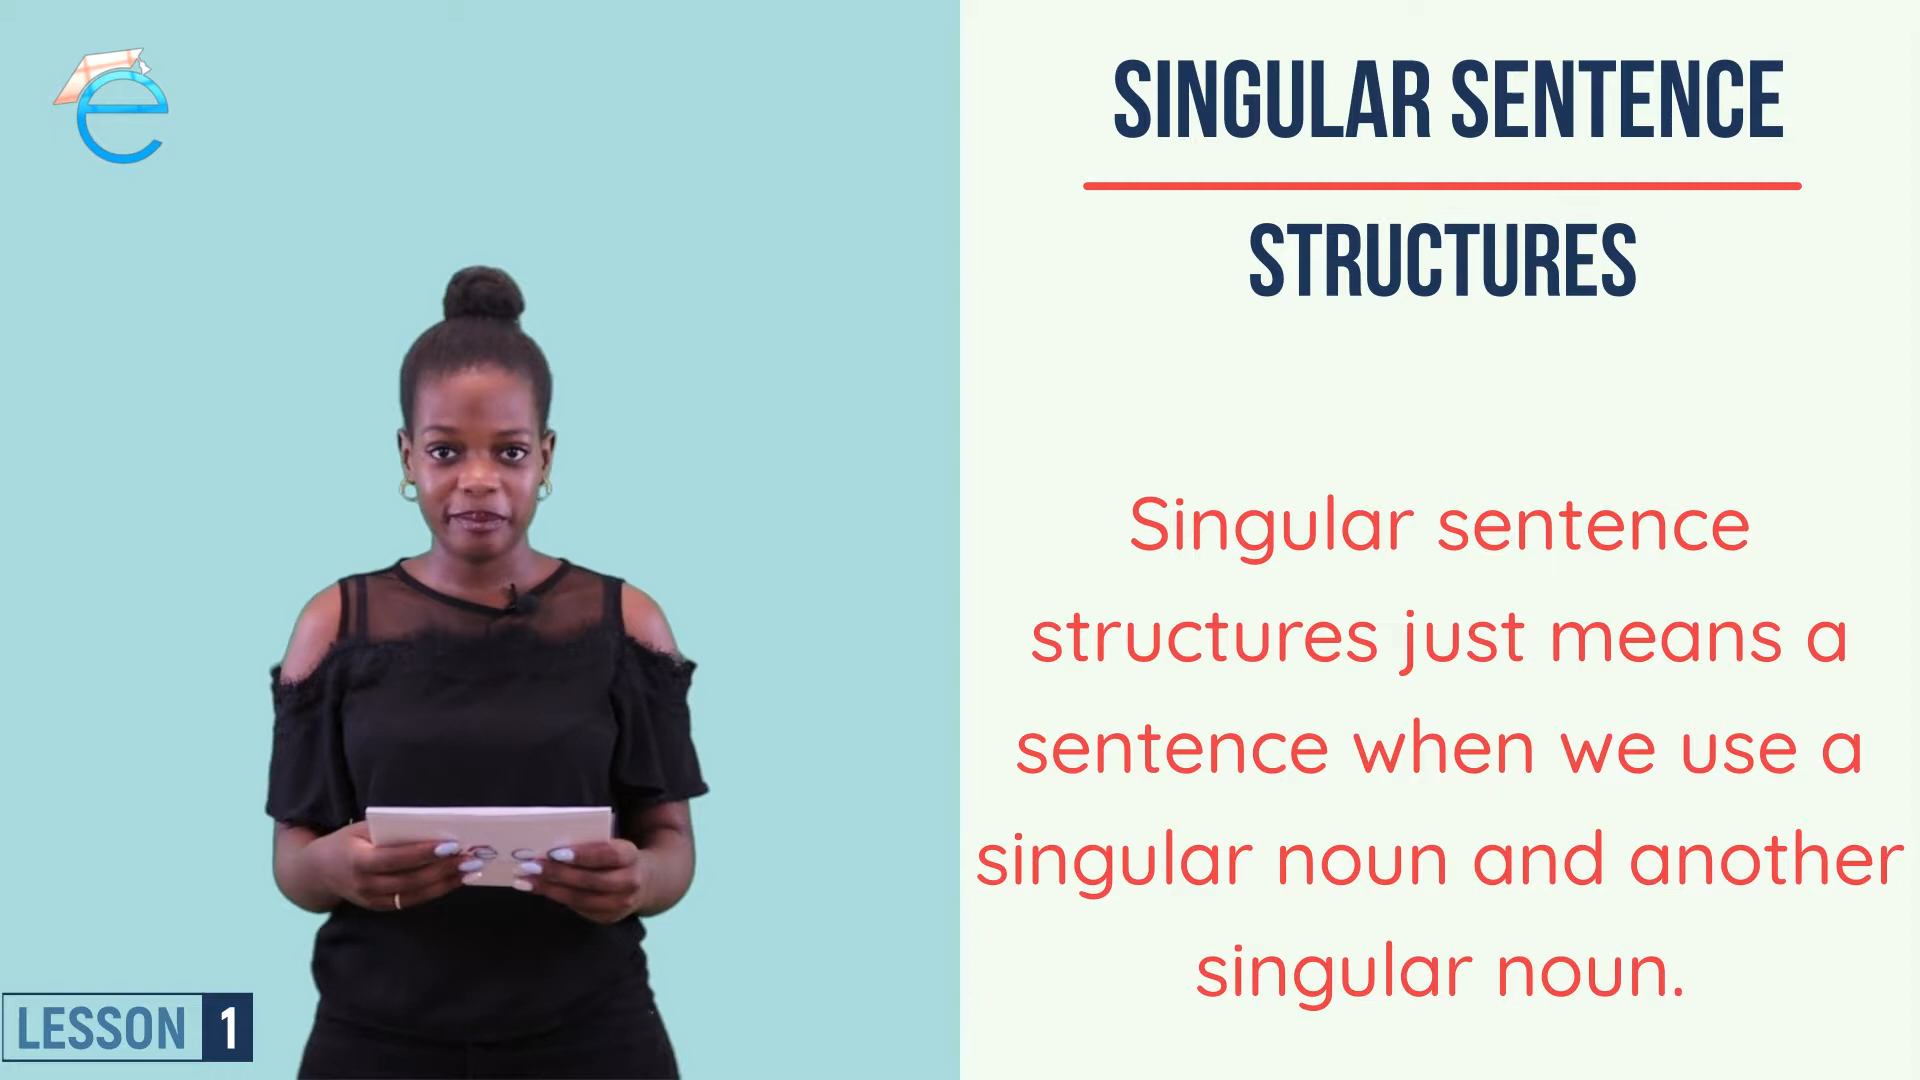 SINGULAR SENTENCE
STRUCTURES
Singular sentence
structures just means a
sentence when we use a
singular noun and another
singular noun.
LESSON 1